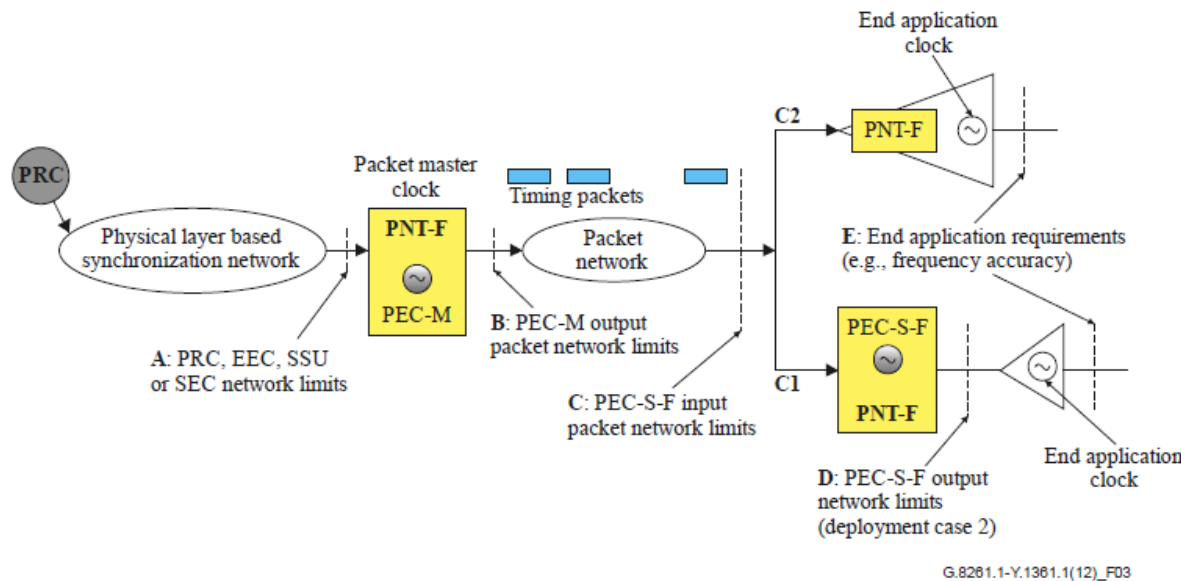 End application
clock
C2
PNT-F
PRC
Packet master
clock
Timing packets
PNT-F
PEC-M
Physical layer based
synchronization network
Packet
network
E: End application requirements
(e.g., frequency accuracy)
A: PRC, EEC, SSU
or SEC network limits
B: PEC-M output
packet network limits
C: PEC-S-F input
packet network limits
C1
PEC-S-F
PNT-F
D: PEC-S-F output
network limits
(deployment case 2)
End application
clock
G.8261.1-Y.1361.1(12)_F03